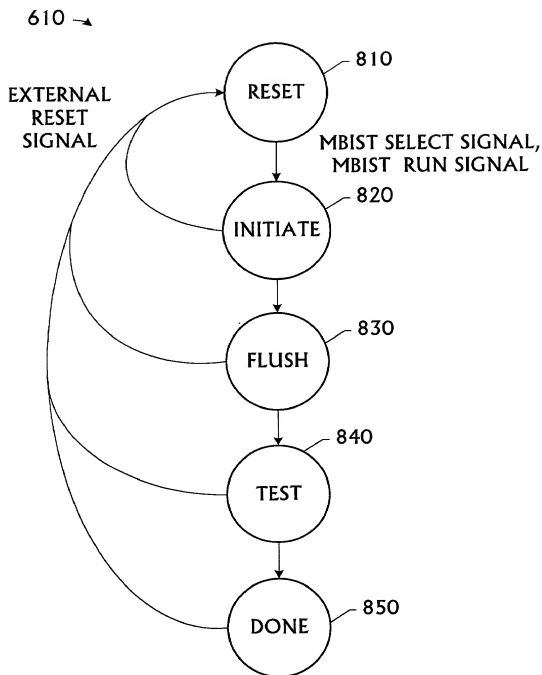 610
810
RESET
EXTERNAL
RESET
SIGNAL
MBIST SELECT SIGNAL,
MBIST RUN SIGNAL
820
INITIATE
830
FLUSH
840
TEST
850
DONE